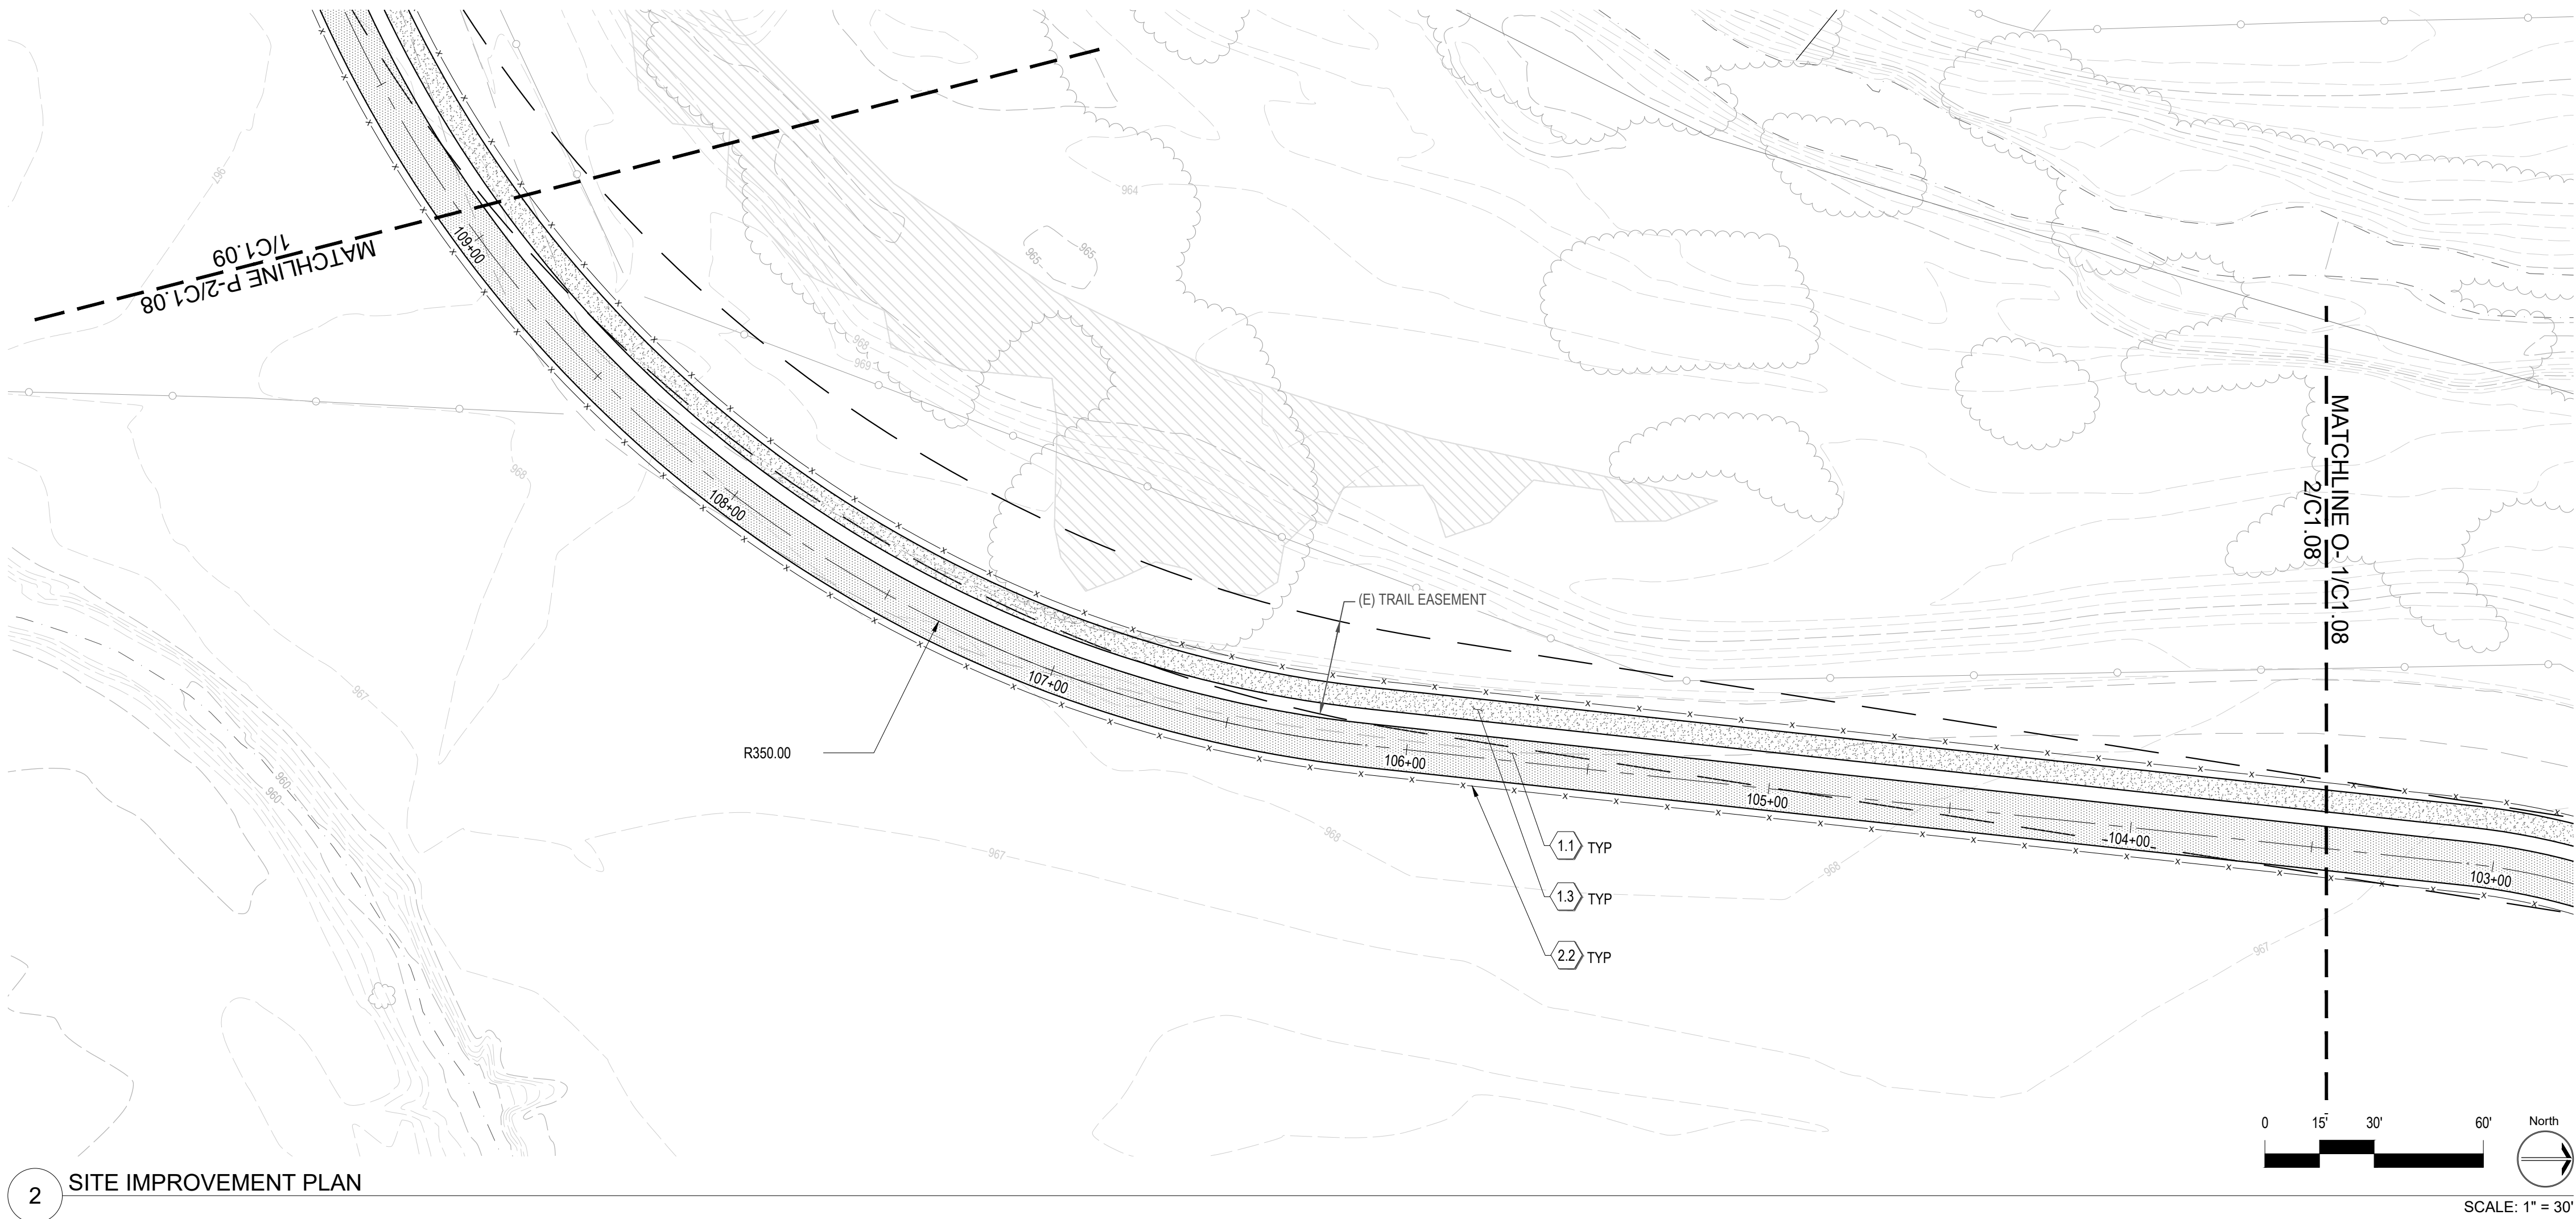 961
964
965
965
109+00
1/C1.09
MATCHLINE P-2/C1.08
968
969
968
108+00
MATCHLINE O- 1/C1.08
2/C1.08
(E) TRAIL EASEMENT
107+00
967
R350.00
106+00
960
960
105+00
104+00
103+00
968
968
967
967
1.1 TYP
1.3 TYP
2.2 TYP
0 15' 30' 60'
North
2 SITE IMPROVEMENT PLAN
SCALE: 1" = 30'